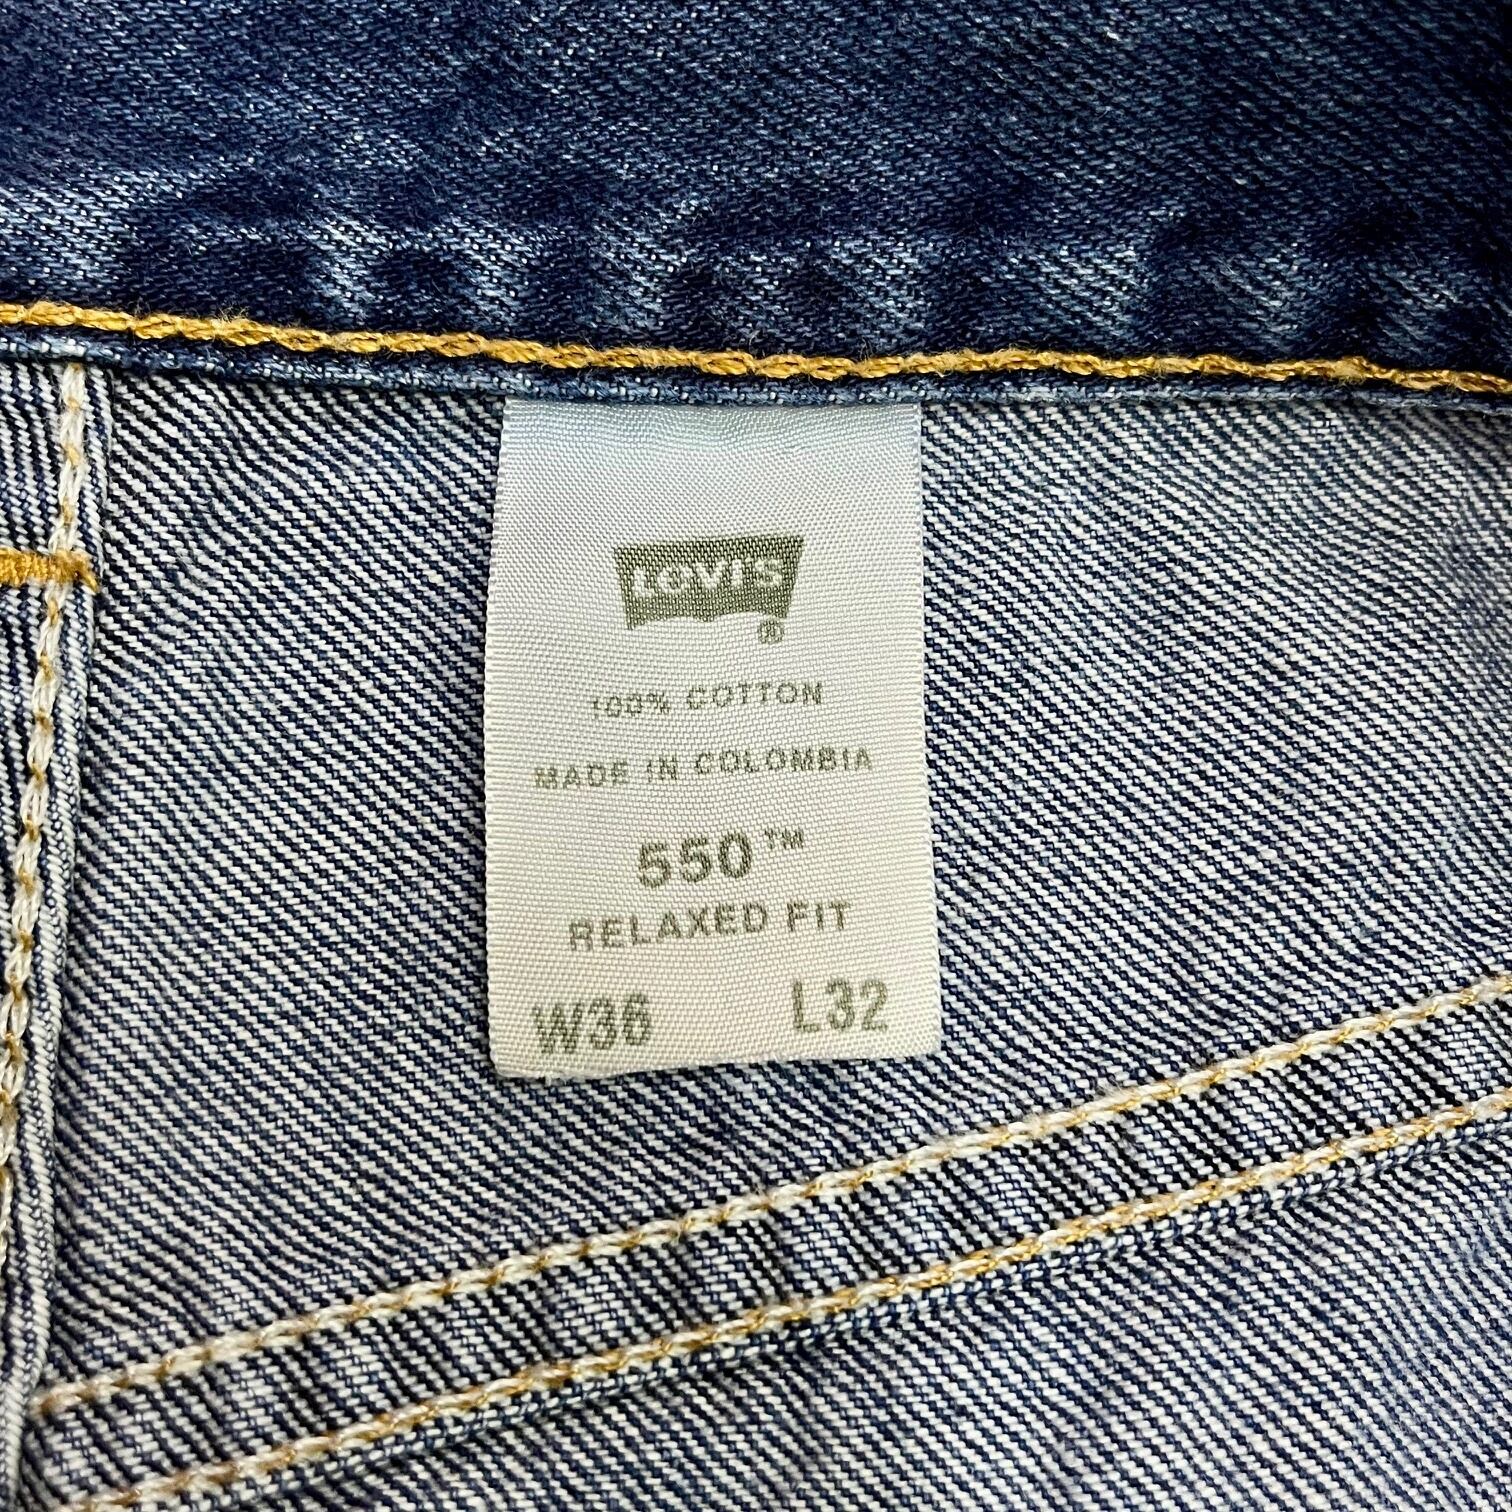 LEVI'S
®
100% COTTON
MADE IN COLOMBIA
550™
RELAXED FIT
W36 L32